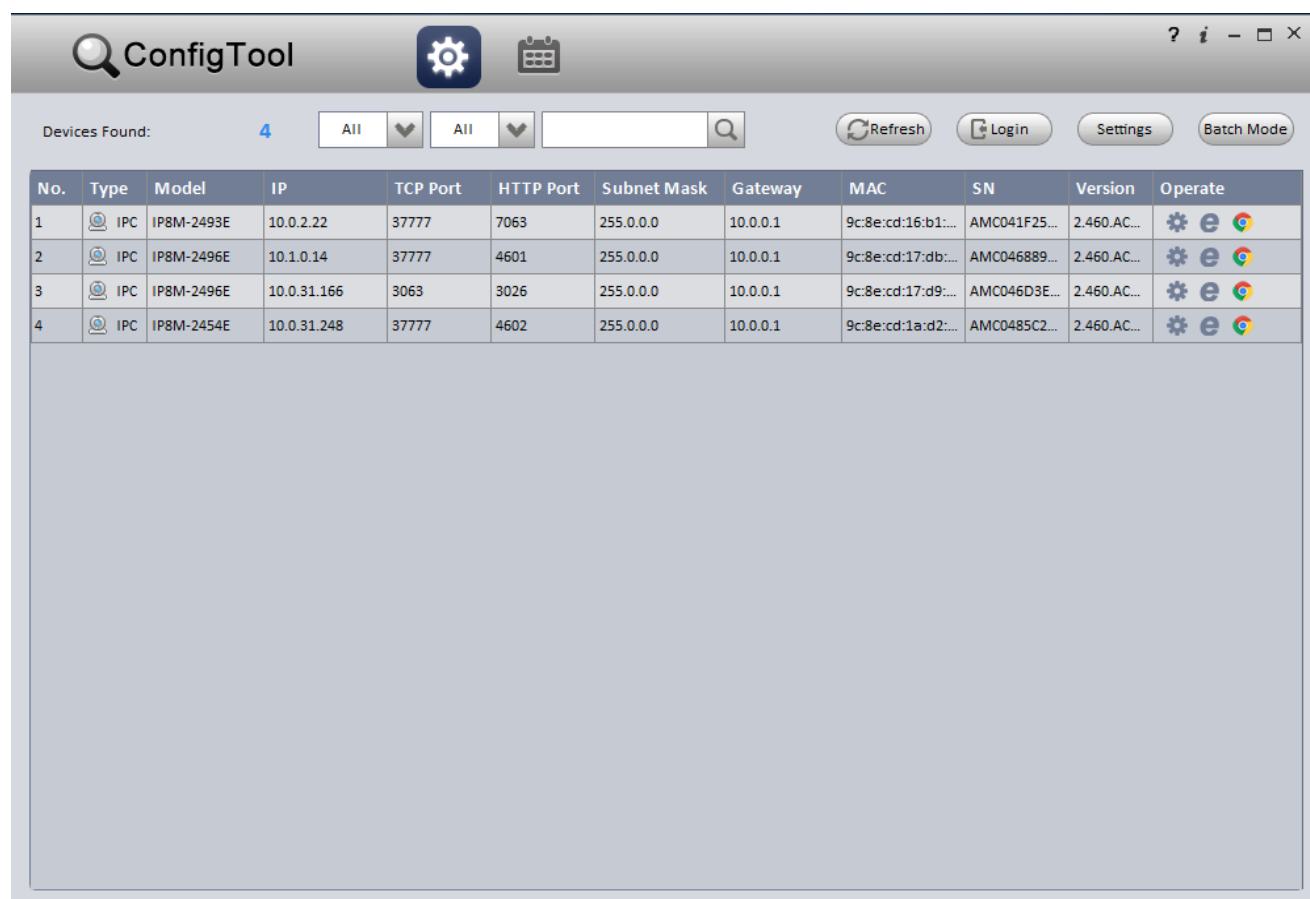 ConfigTool ? i
Devices Found: 4 All All Refresh Login Settings Batch Mode
No. Type Model IP TCP Port HTTP Port Subnet Mask Gateway MAC SN Version Operate
1 IPC IP8M-2493E 10.0.2.22 37777 7063 255.0.0.0 10.0.0.1 9c:8e:cd:16:b1:... AMC041F25... 2.460.AC...
2 IPC IP8M-2496E 10.1.0.14 37777 4601 255.0.0.0 10.0.0.1 9c:8e:cd:17:db:... AMC046889... 2.460.AC...
3 IPC IP8M-2496E 10.0.31.166 3063 3026 255.0.0.0 10.0.0.1 9c:8e:cd:17:d9:... AMC046D3E... 2.460.AC...
4 IPC IP8M-2454E 10.0.31.248 37777 4602 255.0.0.0 10.0.0.1 9c:8e:cd:1a:d2:... AMC0485C2... 2.460.AC...